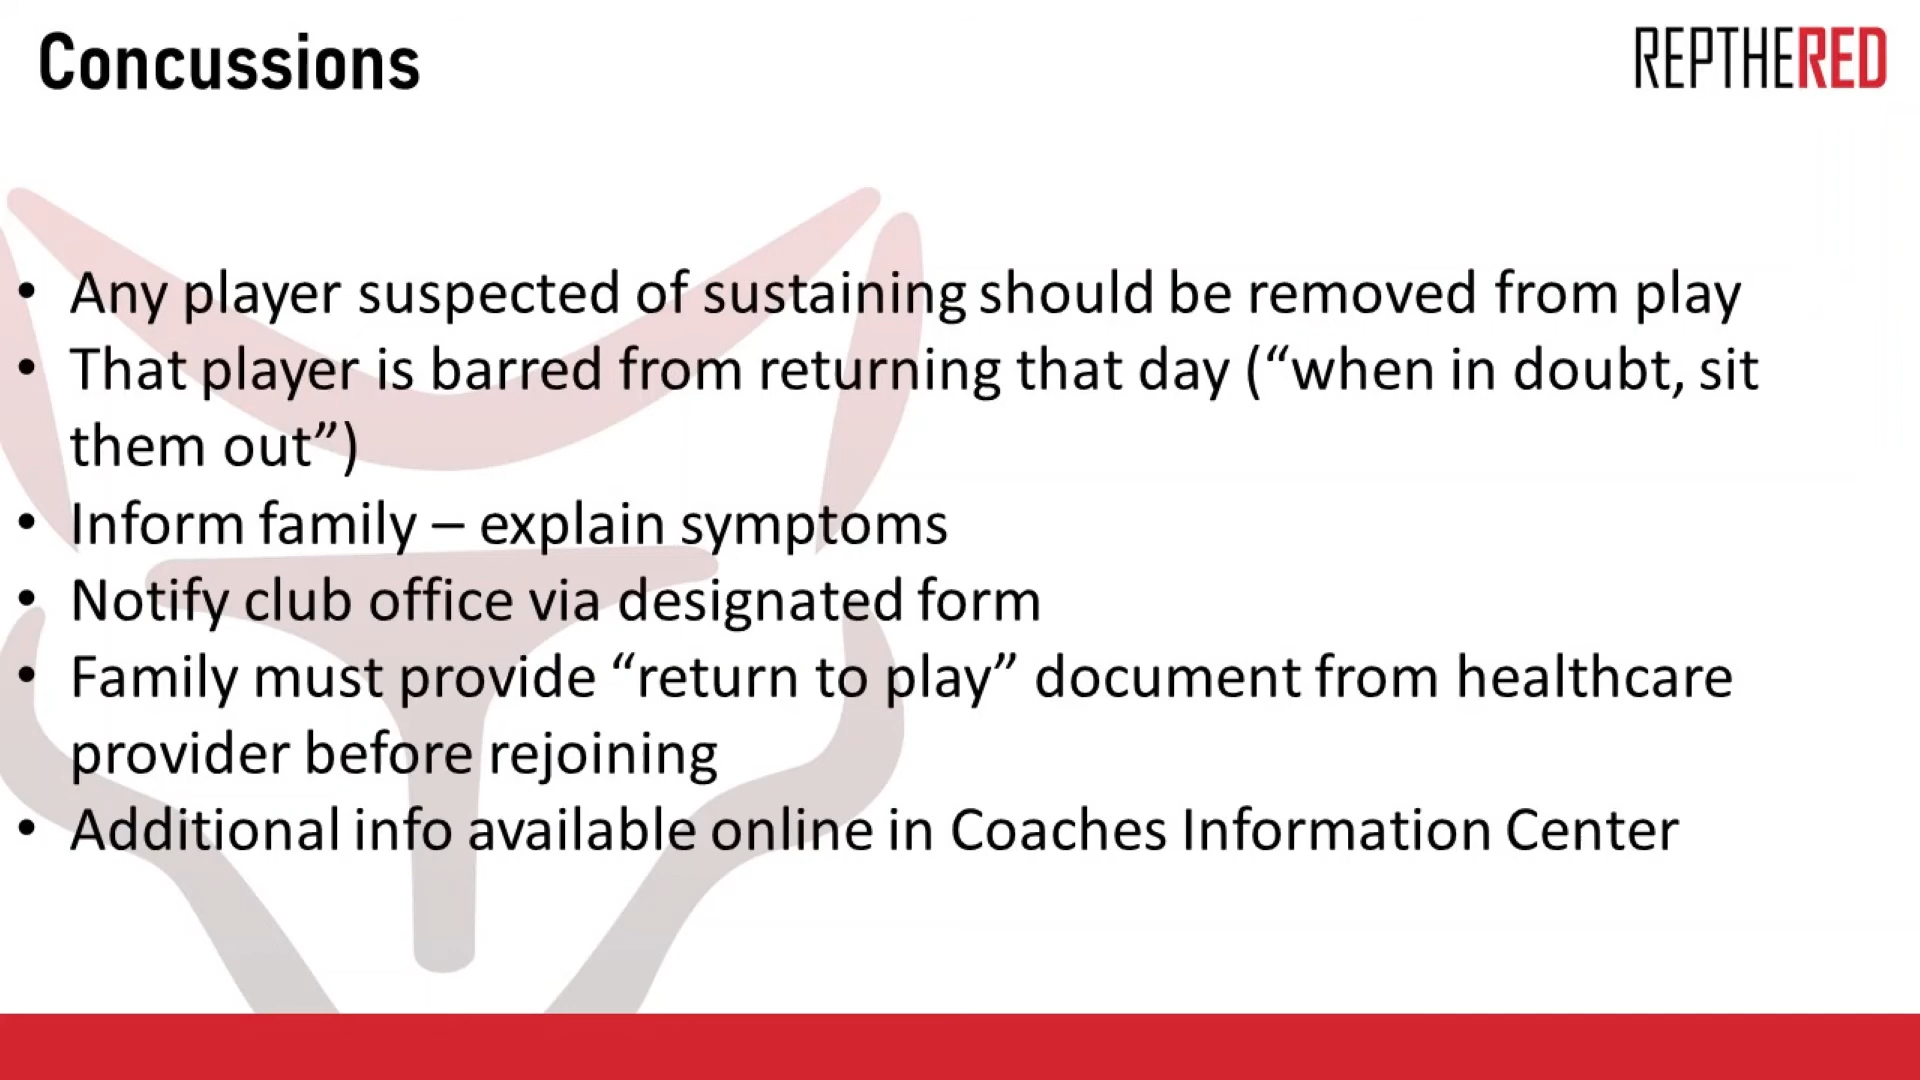 Concussions
REPTHERED
• Any player suspected of sustaining should be removed from play
• That player is barred from returning that day (“when in doubt, sit
them out”)
• Inform family – explain symptoms
• Notify club office via designated form
• Family must provide “return to play” document from healthcare
provider before rejoining
• Additional info available online in Coaches Information Center